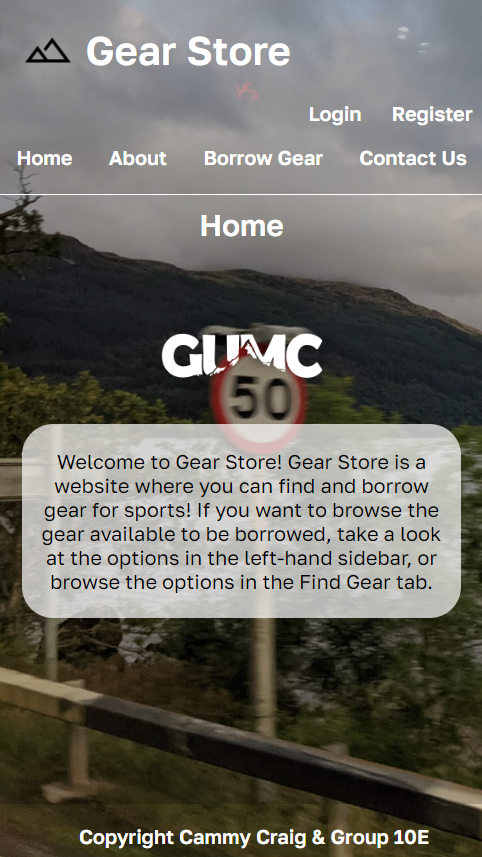 Gear Store
Login Register
Home About Borrow Gear Contact Us
Home
GUMC
50
Welcome to Gear Store! Gear Store is a
website where you can find and borrow
gear for sports! If you want to browse the
gear available to be borrowed, take a look
at the options in the left-hand sidebar, or
browse the options in the Find Gear tab.
Copyright Cammy Craig & Group 10E